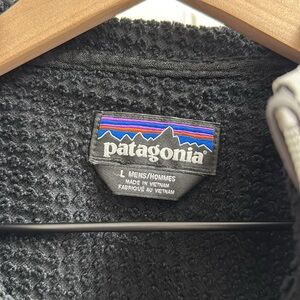 patagonia®
L MENS/HOMMES
MADE IN VIETNAM
FABRIQUÉ AU VIETNAM